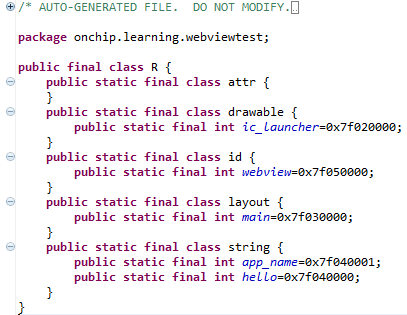 /* AUTO-GENERATED FILE.  DO NOT MODIFY.
package onchip.learning.webviewtest;
public final class R {
    public static final class attr {
    }
    public static final class drawable {
        public static final int ic_launcher=0x7f020000;
    }
    public static final class id {
        public static final int webview=0x7f050000;
    }
    public static final class layout {
        public static final int main=0x7f030000;
    }
    public static final class string {
        public static final int app_name=0x7f040001;
        public static final int hello=0x7f040000;
    }
}